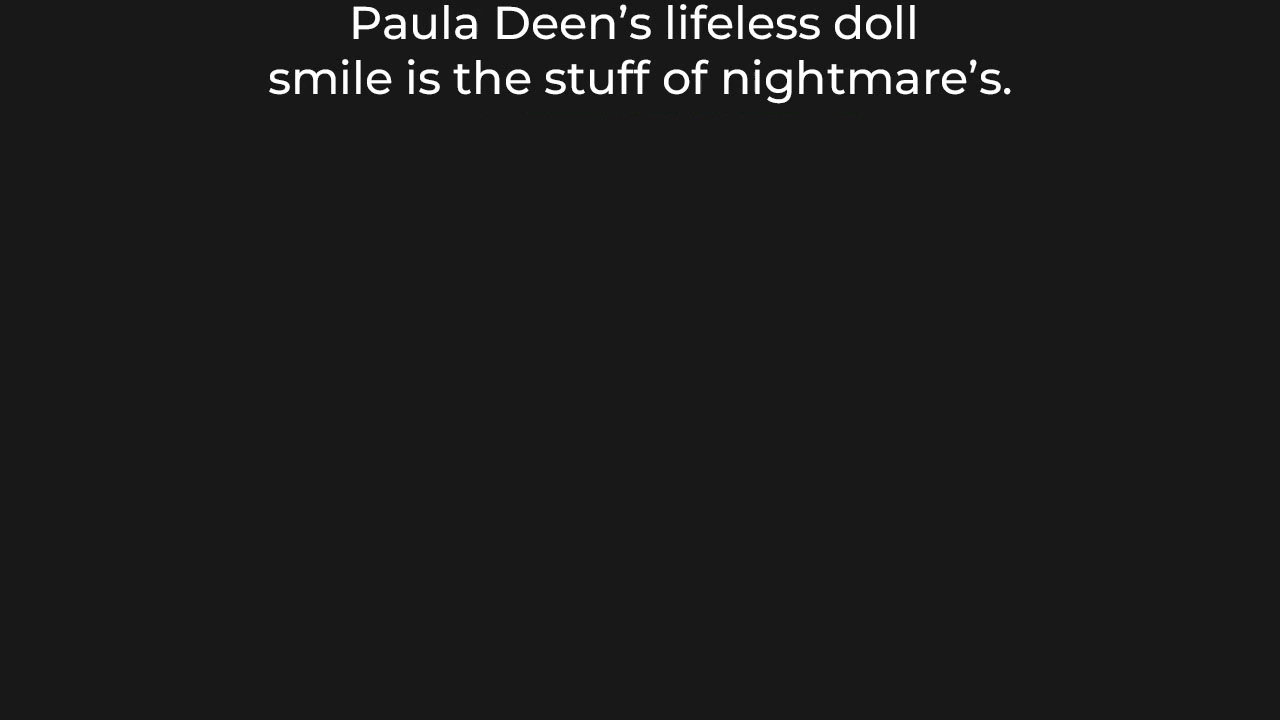 Paula Deen’s lifeless doll
smile is the stuff of nightmare’s.